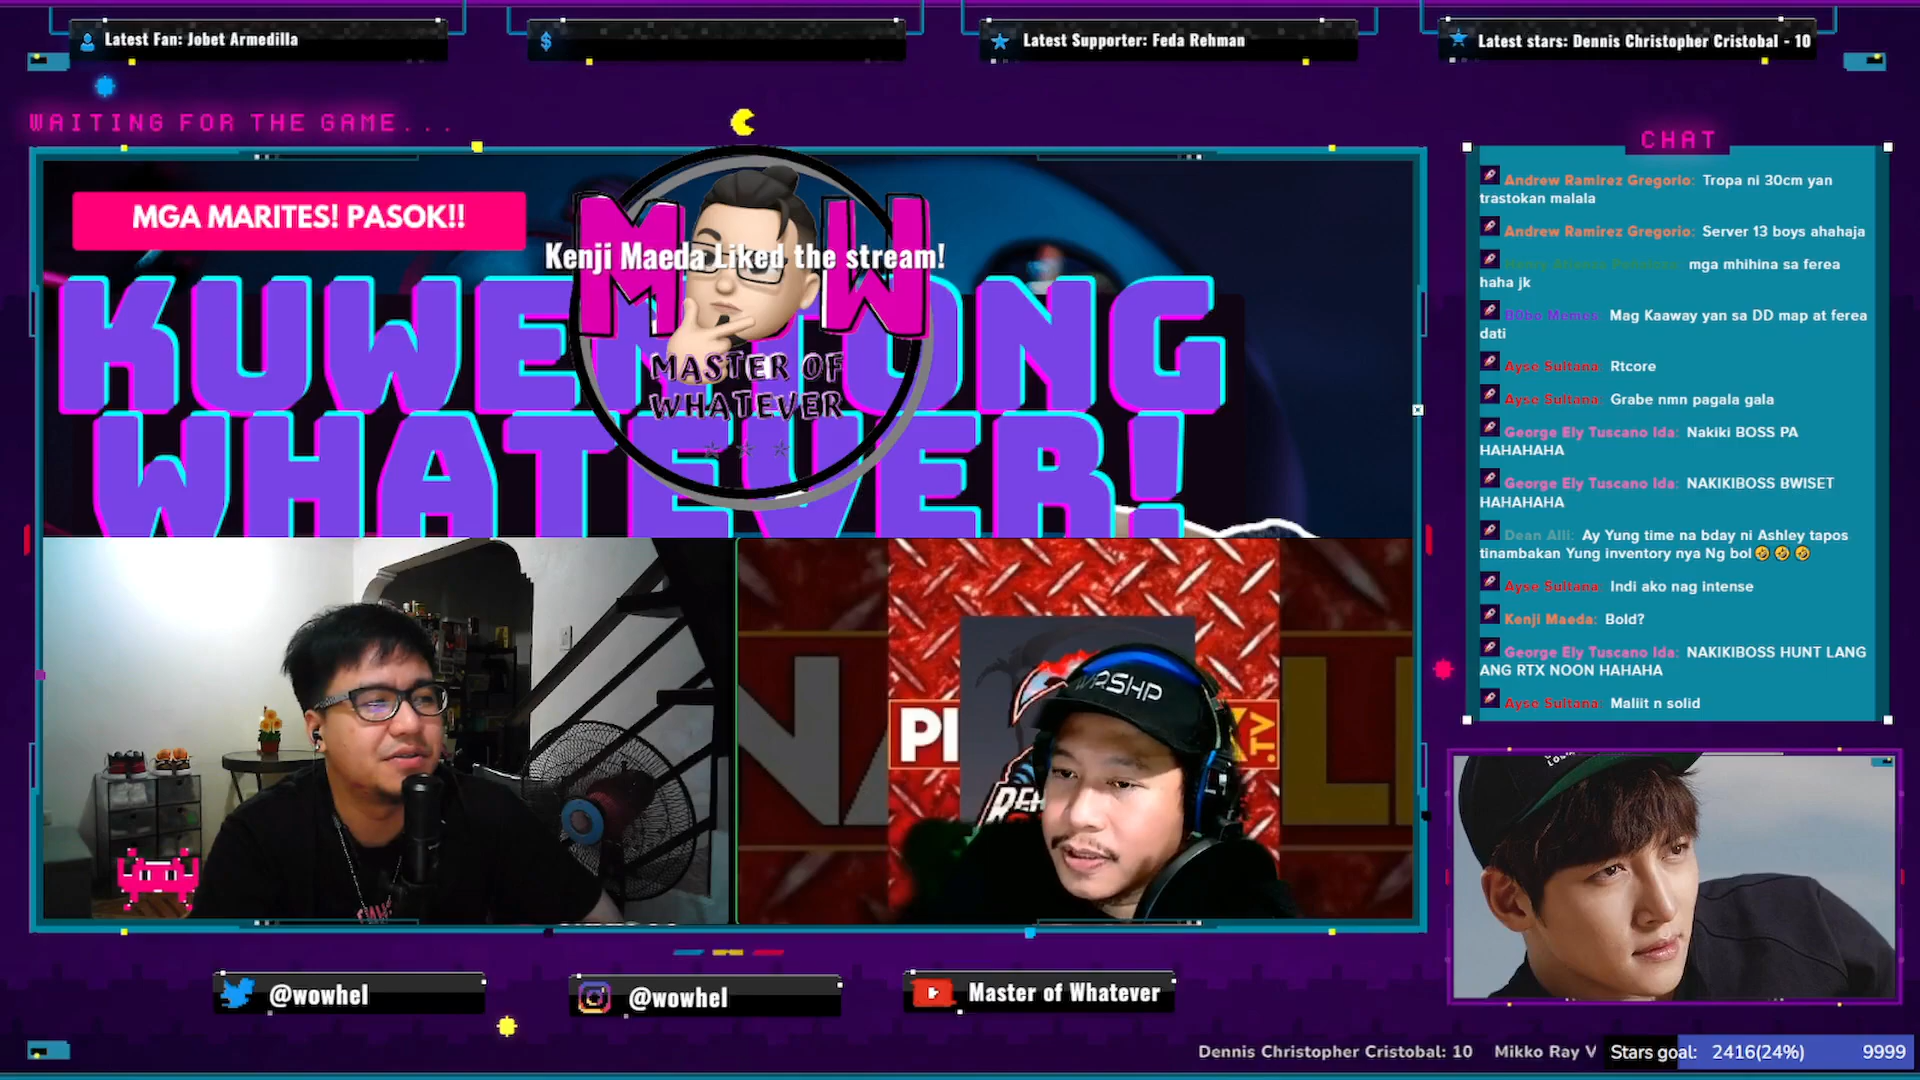 Latest Fan: Jobet Armedilla
$
Latest Supporter: Feda Rehman
Latest stars: Dennis Christopher Cristobal - 10
WAITING FOR THE GAME...
MGA MARITES! PASOK!!
Kenji Maeda Liked the stream!
M W
MASTER OF
WHATEVER
WHATEVER!
WRSHP
PI
.TV
CHAT
Andrew Ramirez Gregorio: Tropa ni 30cm yan
trastokan malala
Andrew Ramirez Gregorio: Server 13 boys ahahaja
mga mhihina sa ferea
haha jk
B0bo Memes: Mag Kaaway yan sa DD map at ferea
dati
Ayse Sultana: Rtcore
Ayse Sultana: Grabe nmn pagala gala
George Ely Tuscano Ida: Nakiki BOSS PA
HAHAHAHA
George Ely Tuscano Ida: NAKIKIBOSS BWISET
HAHAHAHA
Dean Alli: Ay Yung time na bday ni Ashley tapos
tinambakan Yung inventory nya Ng bol🤣🤣🤣
Ayse Sultana: Indi ako nag intense
Kenji Maeda: Bold?
George Ely Tuscano Ida: NAKIKIBOSS HUNT LANG
ANG RTX NOON HAHAHA
Ayse Sultana: Maliit n solid
@wowhel
@wowhel
Master of Whatever
Dennis Christopher Cristobal: 10 Mikko Ray V
Stars goal: 2416(24%) 9999